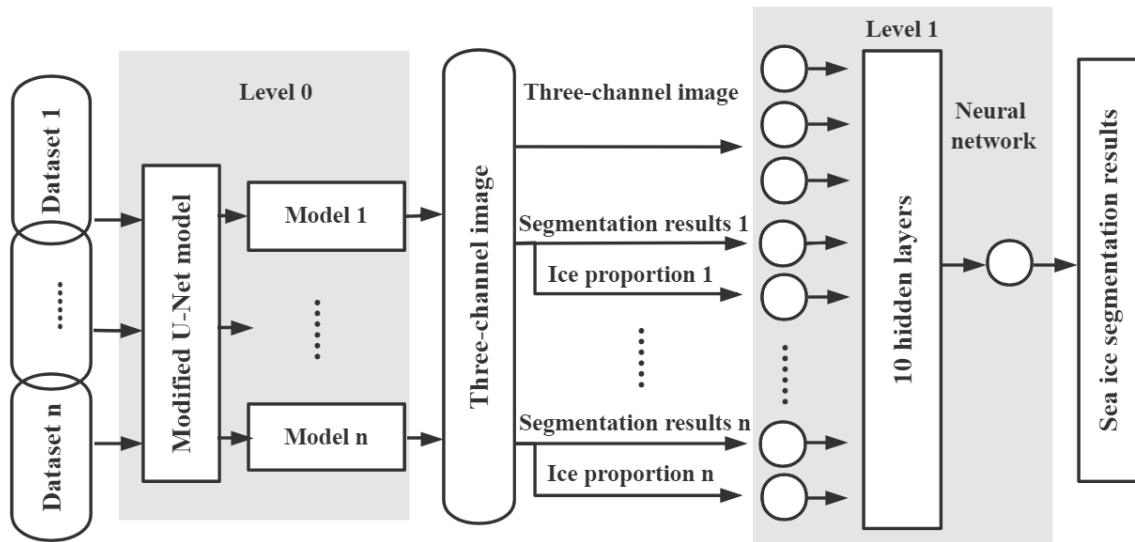 Dataset 1
......
Dataset n
Level 0
Modified U-Net model
Model 1
......
Model n
Three-channel image
Three-channel image
Segmentation results 1
Ice proportion 1
......
Segmentation results n
Ice proportion n
Level 1
......
10 hidden layers
Neural
network
Sea ice segmentation results